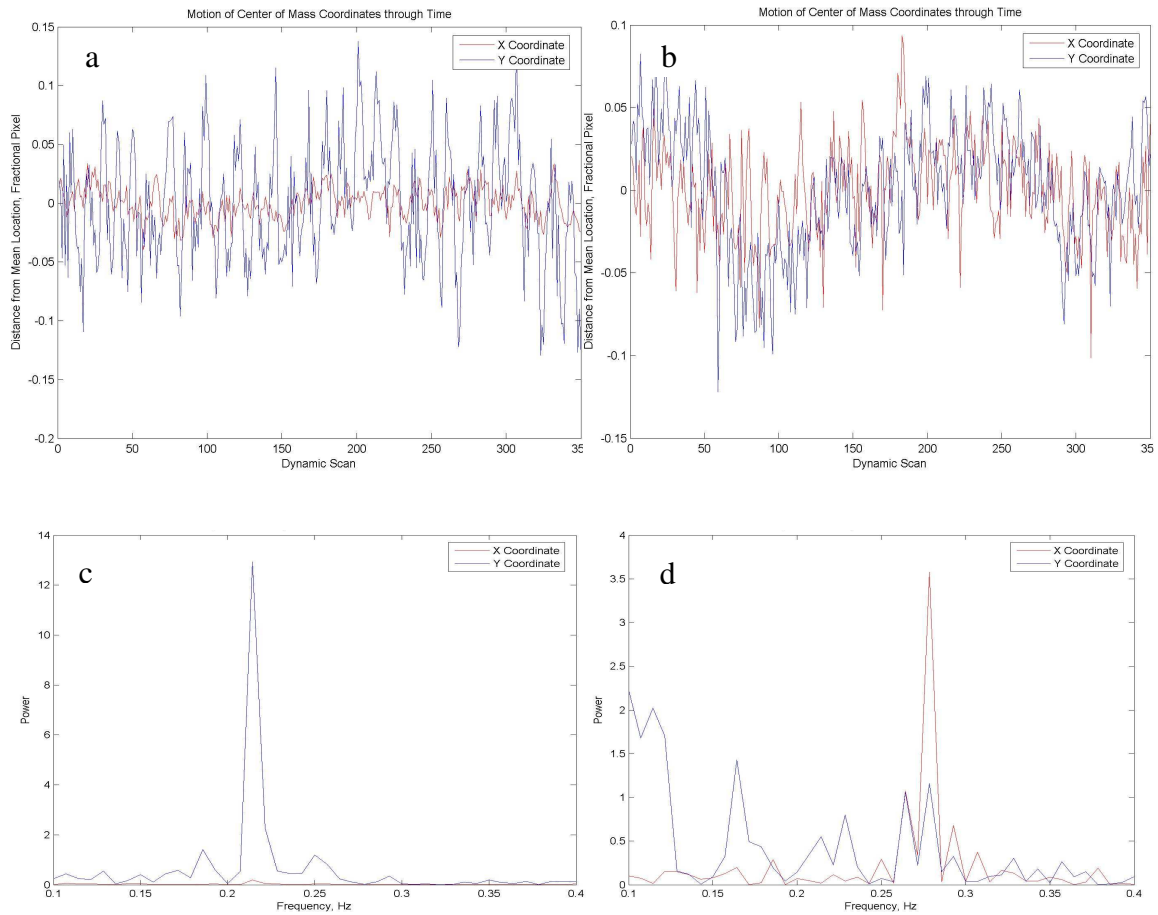 Motion of Center of Mass Coordinates through Time
a
X Coordinate
Y Coordinate
Distance from Mean Location, Fractional Pixel
0.15
0.1
0.05
0
-0.05
-0.1
-0.15
-0.2
0 50 100 150 200 250 300 35
Dynamic Scan
Motion of Center of Mass Coordinates through Time
b
X Coordinate
Y Coordinate
Distance from Mean Location, Fractional Pixel
0.1
0.05
0
-0.05
-0.1
-0.15
0 50 100 150 200 250 300 350
Dynamic Scan
c
X Coordinate
Y Coordinate
Power
14
12
10
8
6
4
2
0
0.1 0.15 0.2 0.25 0.3 0.35 0.4
Frequency, Hz
d
X Coordinate
Y Coordinate
Power
4
3.5
3
2.5
2
1.5
1
0.5
0
0.1 0.15 0.2 0.25 0.3 0.35 0.4
Frequency, Hz